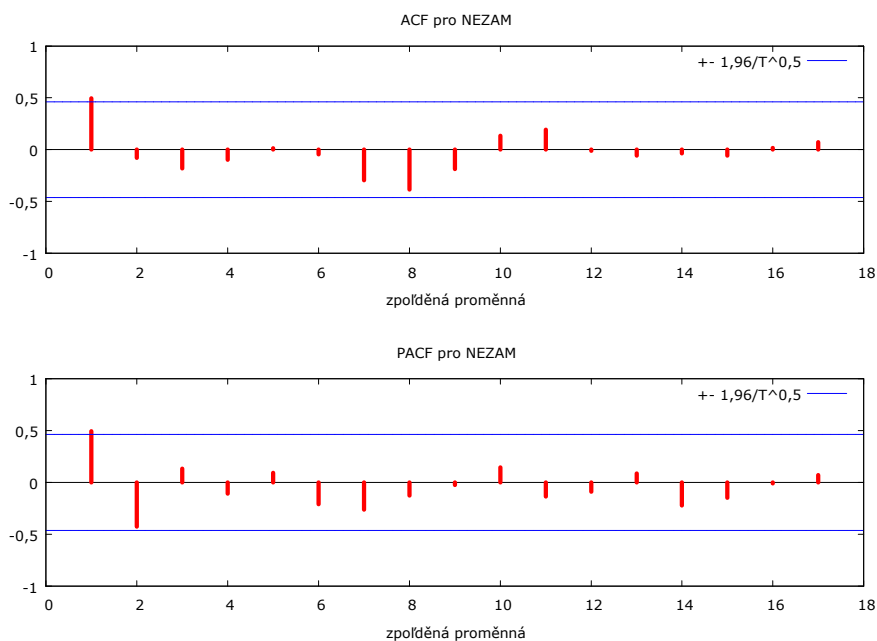 ACF pro NEZAM
+- 1,96/T^0,5
1
0,5
0
-0,5
-1
0 2 4 6 8 10 12 14 16 18
zpoľděná proměnná
PACF pro NEZAM
+- 1,96/T^0,5
1
0,5
0
-0,5
-1
0 2 4 6 8 10 12 14 16 18
zpoľděná proměnná